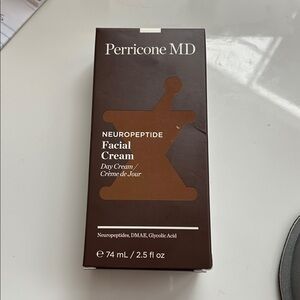 Perricone MD
NEUROPEPTIDE
Facial
Cream
Day Cream /
Crème de Jour
Neuropeptides, DMAE, Glycolic Acid
℮ 74 mL / 2.5 fl oz